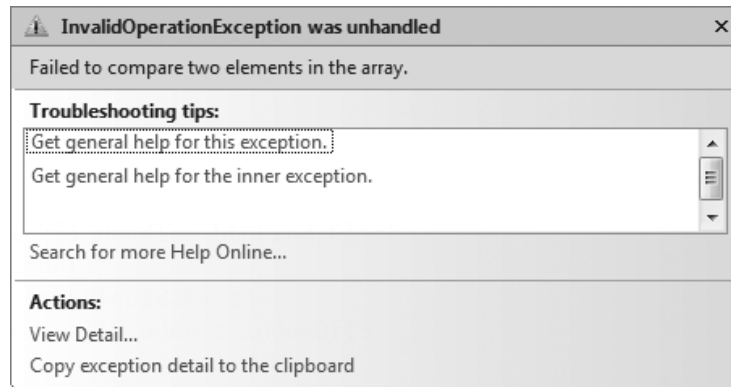 InvalidOperationException was unhandled
Failed to compare two elements in the array.
Troubleshooting tips:
Get general help for this exception.
Get general help for the inner exception.
Search for more Help Online...
Actions:
View Detail...
Copy exception detail to the clipboard